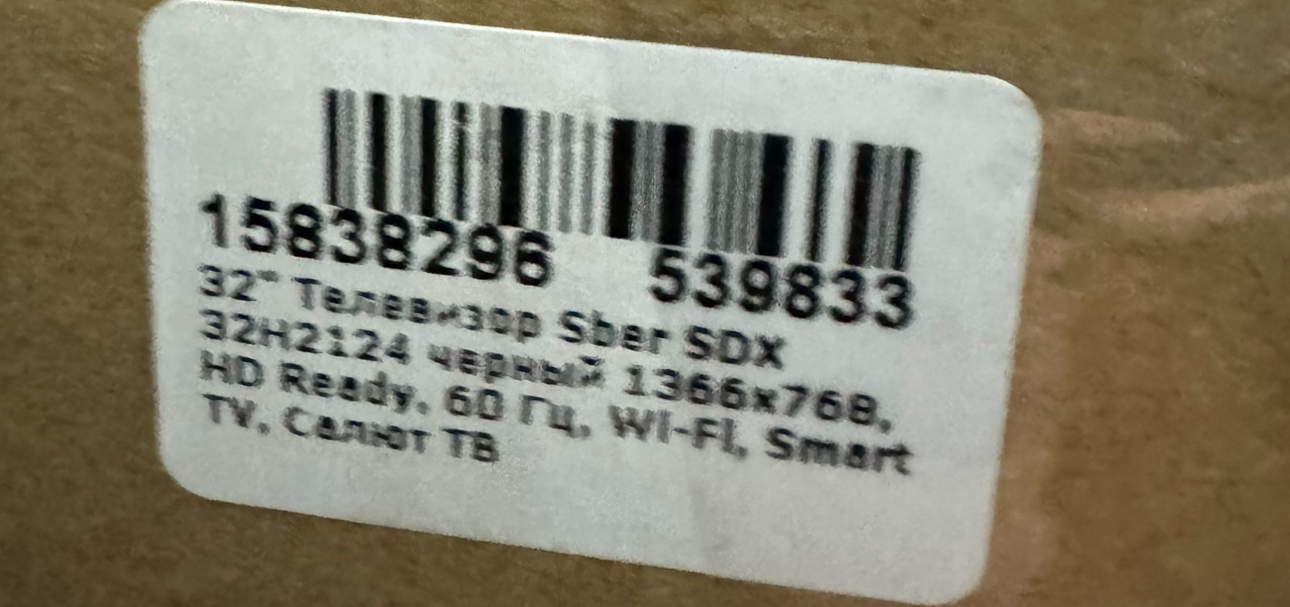 15838296 539833
32" Телевизор Sber SDX
32H2124 черный 1366x768,
HD Ready, 60 Гц, Wi-Fi, Smart
TV, Салют ТВ